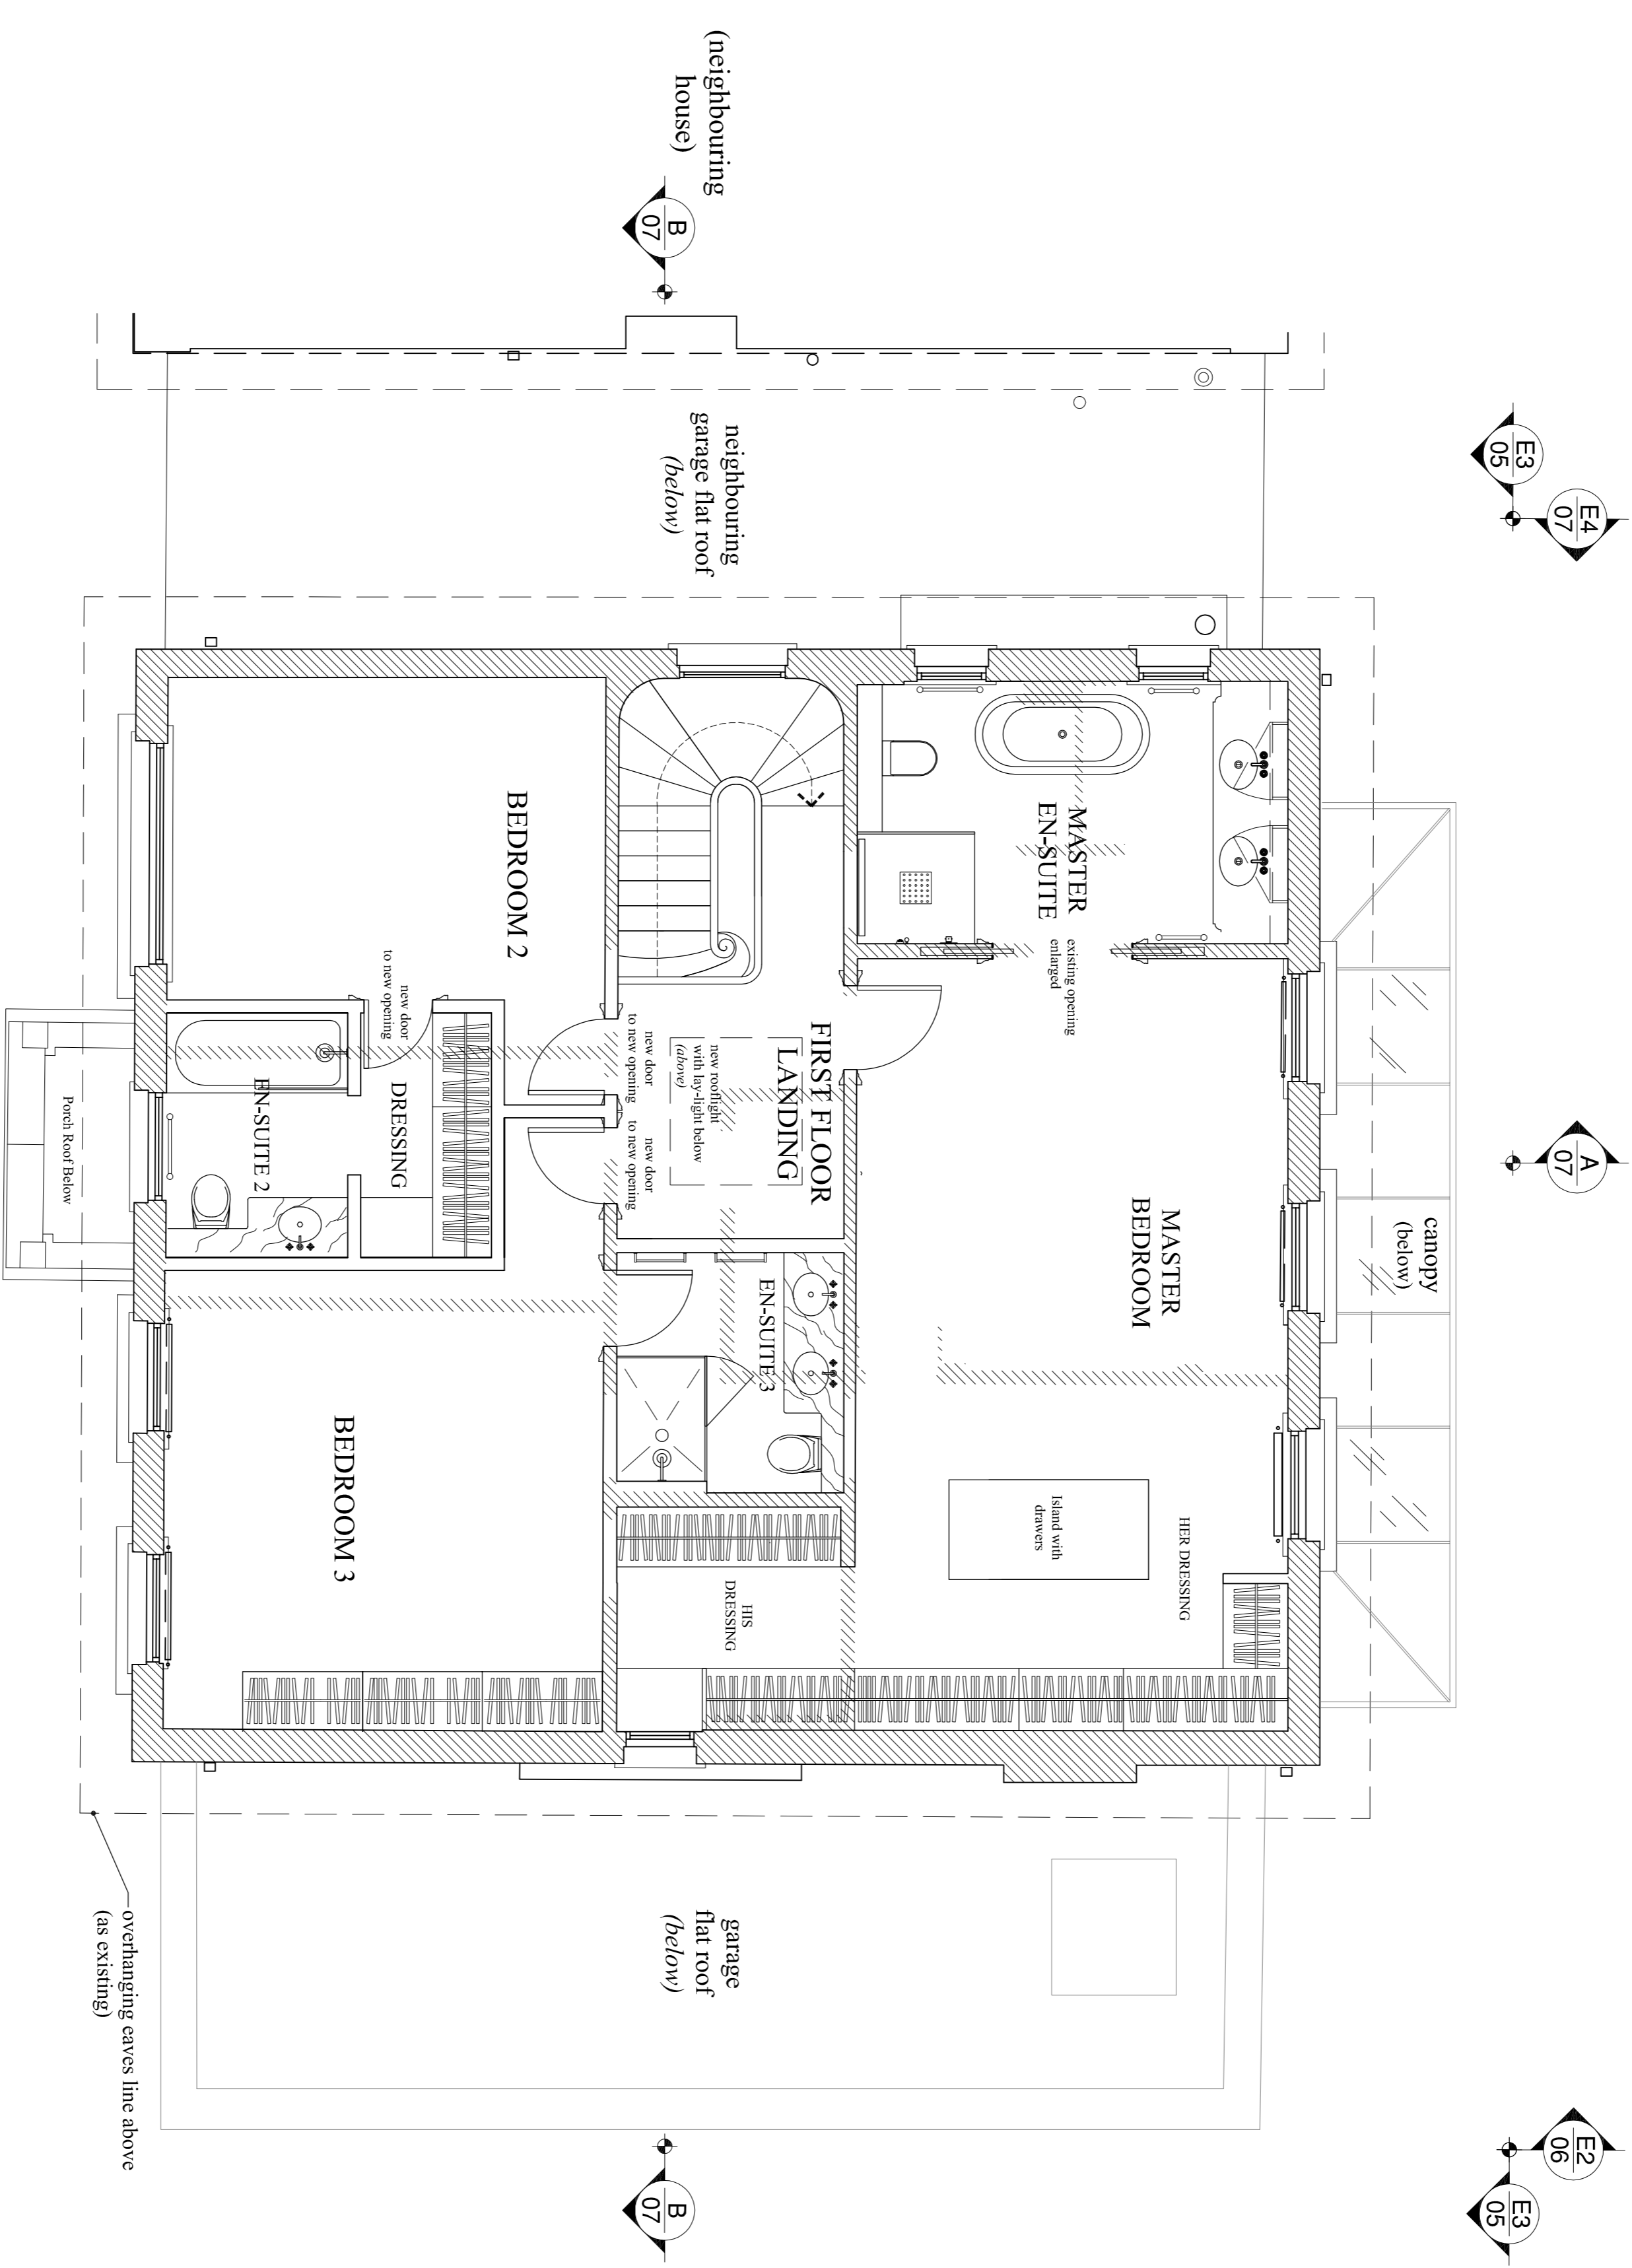 E3
05
E4
07
A
07
E2
06
E3
05
canopy
(below)
MASTER
EN-SUITE
existing opening
enlarged
MASTER
BEDROOM
HER DRESSING
Island with
drawers
(neighbouring
house)
B
07
neighbouring
garage flat roof
(below)
FIRST FLOOR
LANDING
new rooflight
with lay-light below
(above)
new door
to new opening
new door
to new opening
EN-SUITE 3
HIS
DRESSING
garage
flat roof
(below)
B
07
BEDROOM 2
new door
to new opening
DRESSING
EN-SUITE 2
BEDROOM 3
Porch Roof Below
overhanging eaves line above
(as existing)